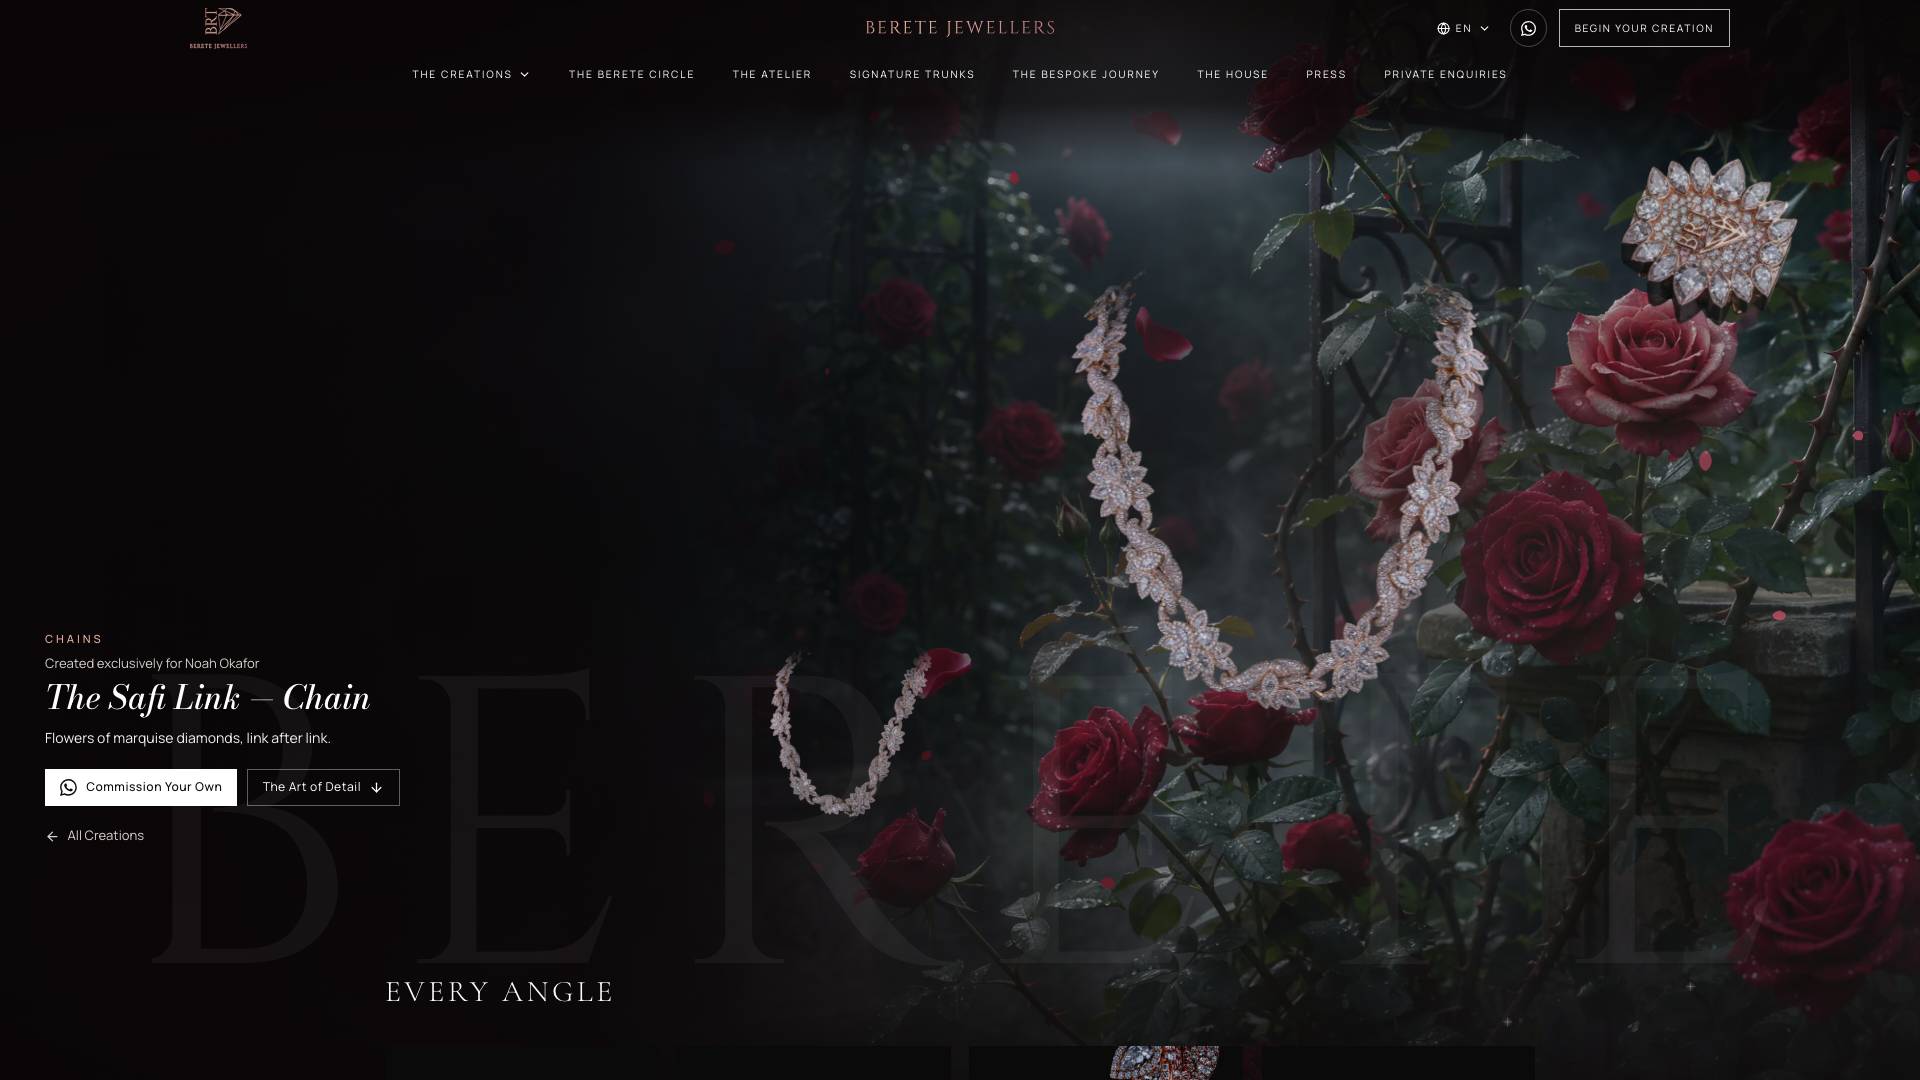 BRT
BERETE JEWELLERS
BERETE JEWELLERS
EN
BEGIN YOUR CREATION
THE CREATIONS
THE BERETE CIRCLE
THE ATELIER
SIGNATURE TRUNKS
THE BESPOKE JOURNEY
THE HOUSE
PRESS
PRIVATE ENQUIRIES
BRT
CHAINS
Created exclusively for Noah Okafor
The Safi Link — Chain
Flowers of marquise diamonds, link after link.
Commission Your Own
The Art of Detail
All Creations
BERETE
EVERY ANGLE